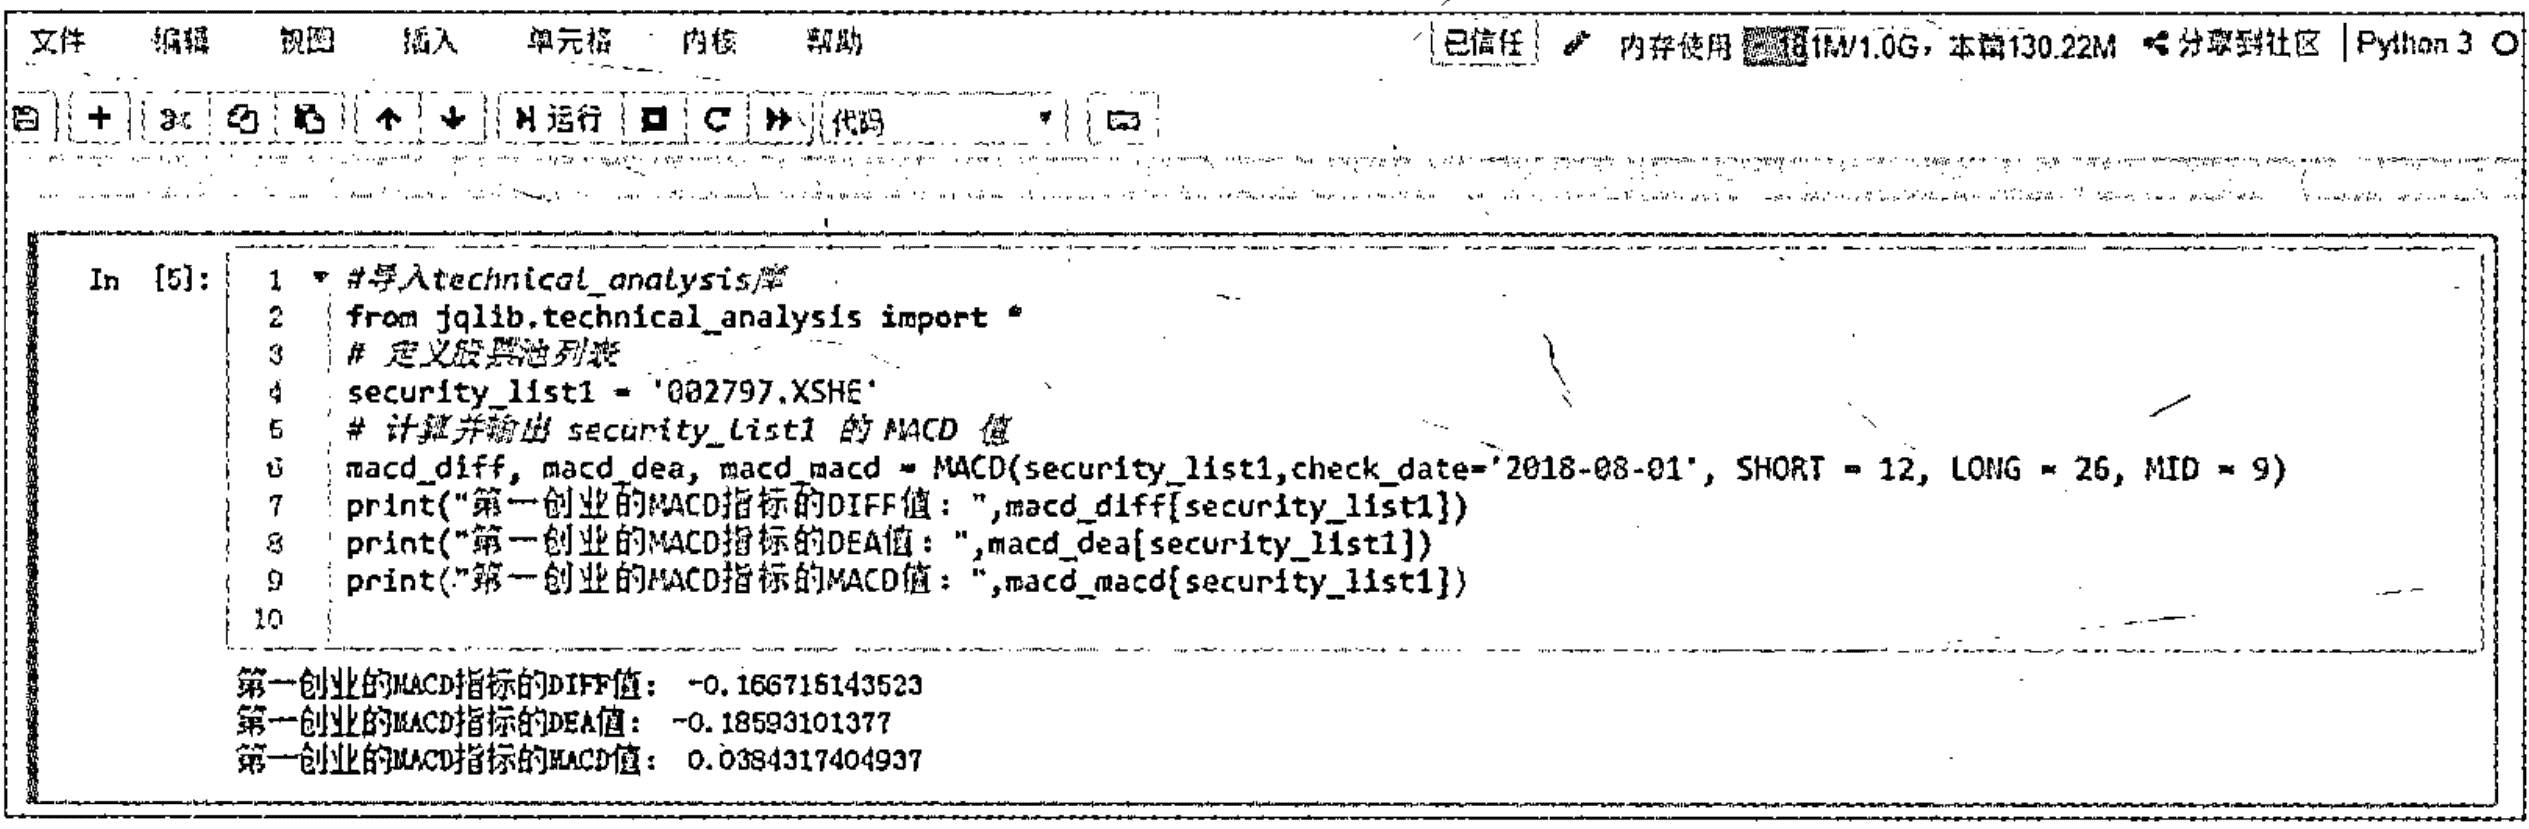 文件 编辑 视图 插入 单元格 内核 帮助 已信任 内存使用 181M/1.0G，本篇130.22M 分享到社区 Python 3
运行 代码
In [5]:
1 #导入technical_analysis库
2 from jqlib.technical_analysis import *
3 # 定义股票池列表
4 security_list1 = '002797.XSHE'
5 # 计算并输出 security_list1 的 MACD 值
6 macd_diff, macd_dea, macd_macd = MACD(security_list1,check_date='2018-08-01', SHORT = 12, LONG = 26, MID = 9)
7 print("第一创业的MACD指标的DIFF值：",macd_diff[security_list1])
8 print("第一创业的MACD指标的DEA值：",macd_dea[security_list1])
9 print("第一创业的MACD指标的MACD值：",macd_macd[security_list1])
10
第一创业的MACD指标的DIFF值： -0.166715143523
第一创业的MACD指标的DEA值： -0.18593101377
第一创业的MACD指标的MACD值： 0.0384317404937